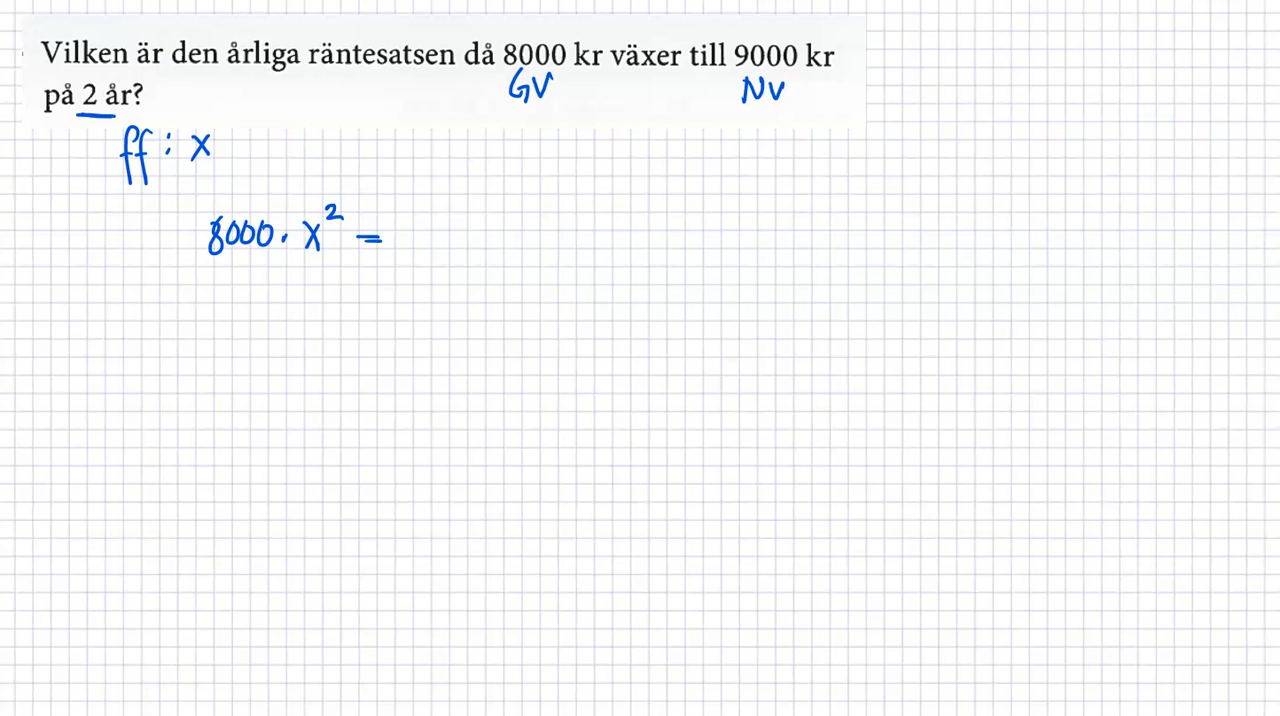 Vilken är den årliga räntesatsen då 8000 kr växer till 9000 kr
på 2 år?
GV NV
ff: x
8000 · x² =